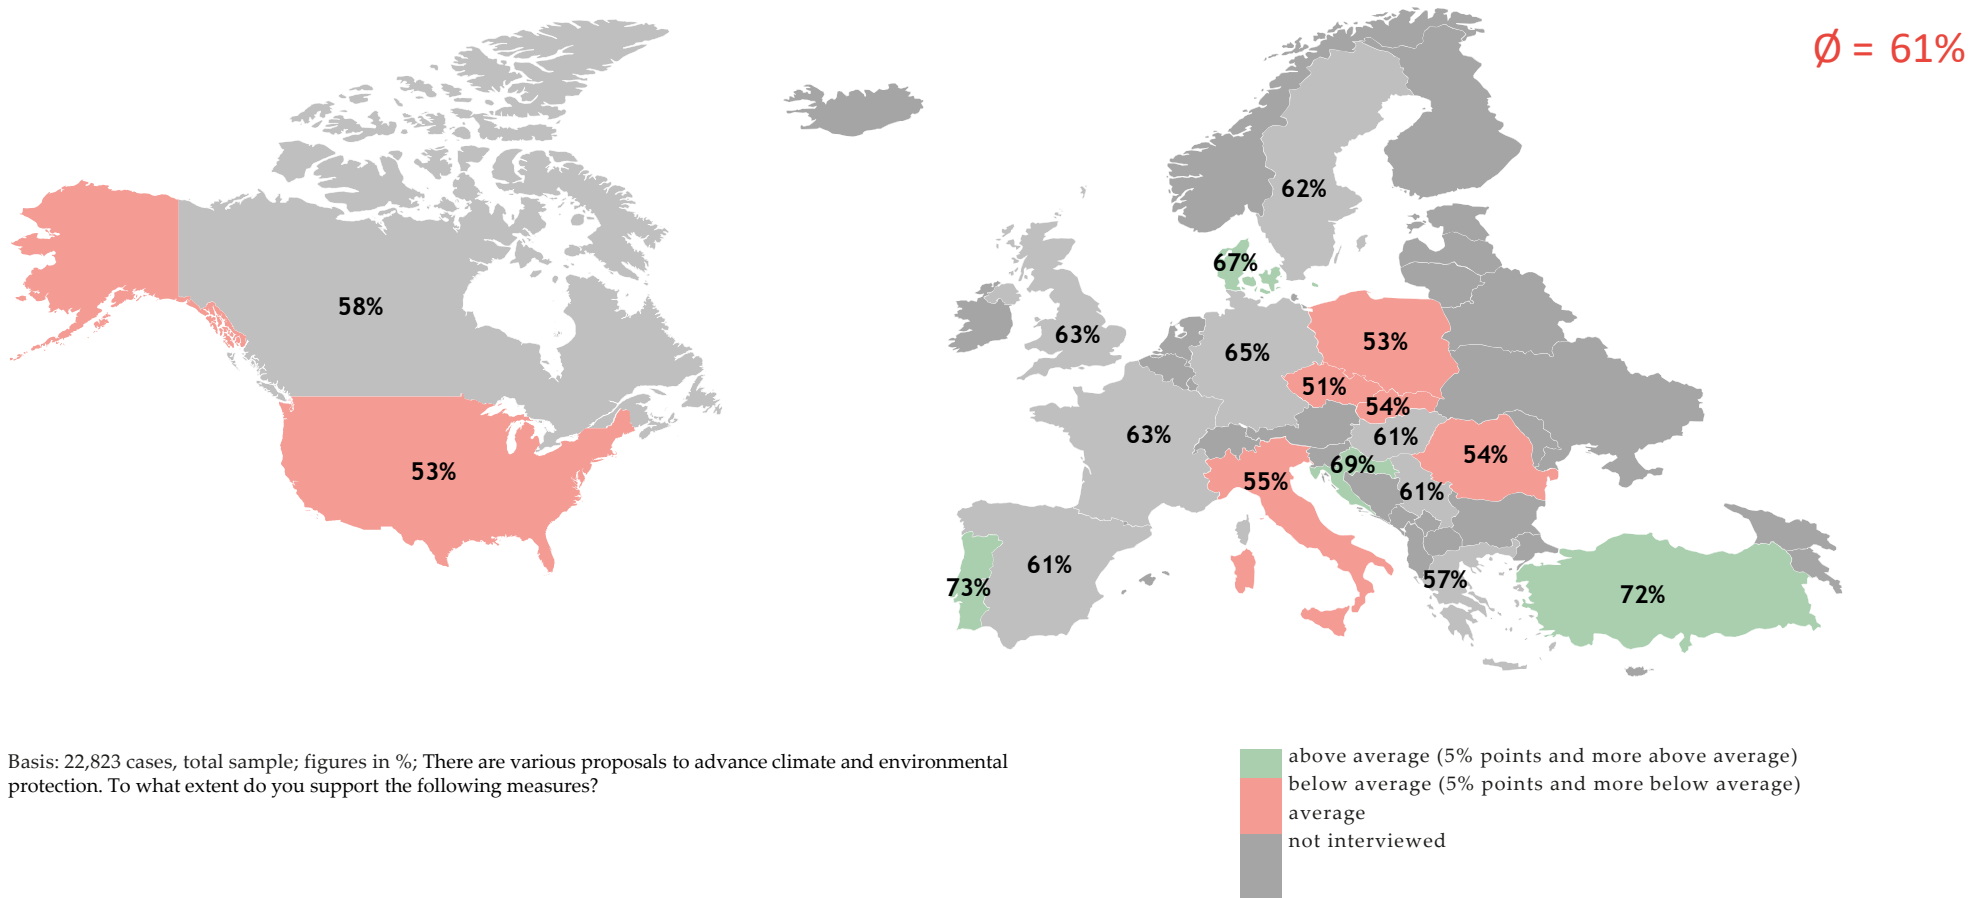 Ø = 61%
62%
67%
58%
63%
65%
53%
51%
54%
63%
61%
54%
69%
53%
55%
61%
61%
57%
73%
72%
Basis: 22,823 cases, total sample; figures in %; There are various proposals to advance climate and environmental
protection. To what extent do you support the following measures?
above average (5% points and more above average)
below average (5% points and more below average)
average
not interviewed